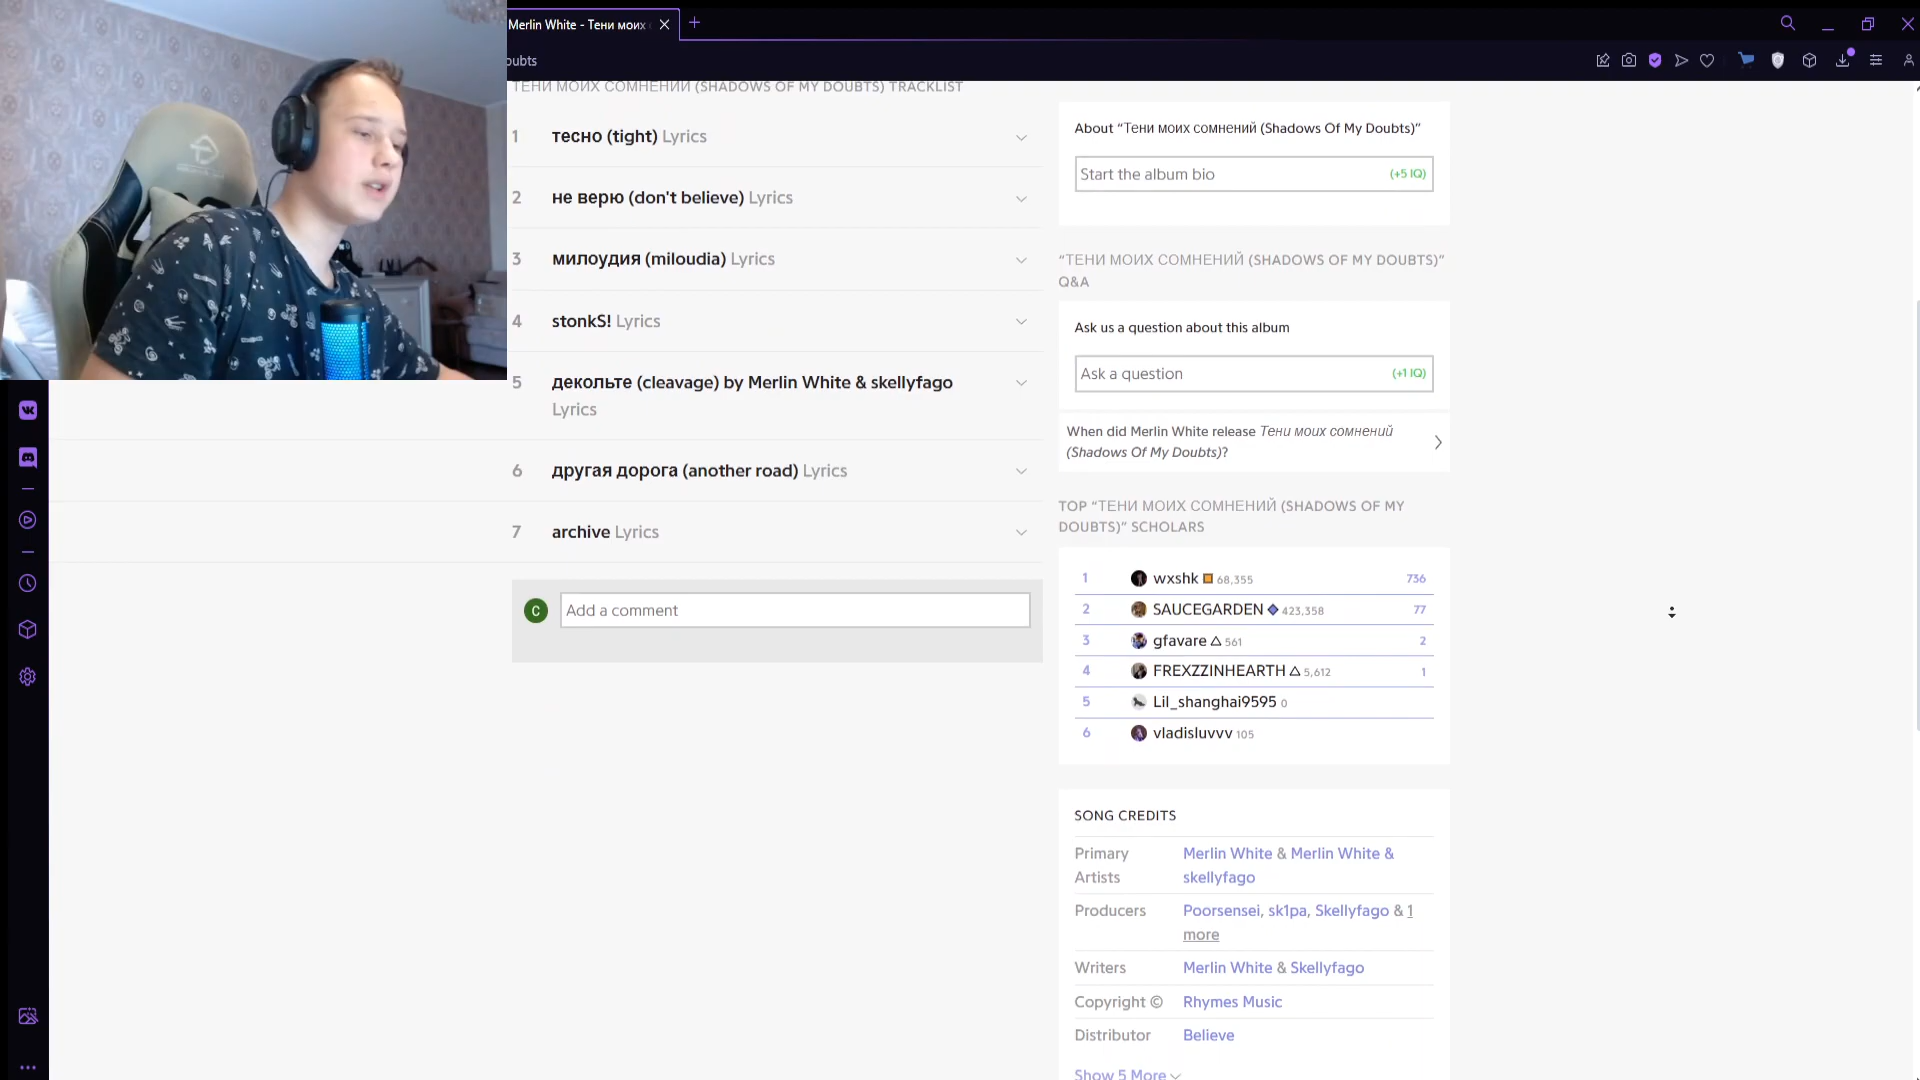 Merlin White - Тени моих
oubts
ТЕНИ МОИХ СОМНЕНИЙ (SHADOWS OF MY DOUBTS) TRACKLIST
1 тесно (tight) Lyrics
2 не верю (don't believe) Lyrics
3 милоудия (miloudia) Lyrics
4 stonkS! Lyrics
5 декольте (cleavage) by Merlin White & skellyfago
Lyrics
6 другая дорога (another road) Lyrics
7 archive Lyrics
C Add a comment
About “Тени моих сомнений (Shadows Of My Doubts)”
Start the album bio (+5 IQ)
“ТЕНИ МОИХ СОМНЕНИЙ (SHADOWS OF MY DOUBTS)”
Q&A
Ask us a question about this album
Ask a question (+1 IQ)
When did Merlin White release Тени моих сомнений
(Shadows Of My Doubts)?
TOP “ТЕНИ МОИХ СОМНЕНИЙ (SHADOWS OF MY
DOUBTS)” SCHOLARS
1 wxshk 68,355 736
2 SAUCEGARDEN 423,358 77
3 gfavare 561 2
4 FREXZZINHEARTH 5,612 1
5 Lil_shanghai9595 0
6 vladisluvvv 105
SONG CREDITS
Primary Artists Merlin White & Merlin White &
skellyfago
Producers Poorsensei, sk1pa, Skellyfago & 1
more
Writers Merlin White & Skellyfago
Copyright © Rhymes Music
Distributor Believe
Show 5 More